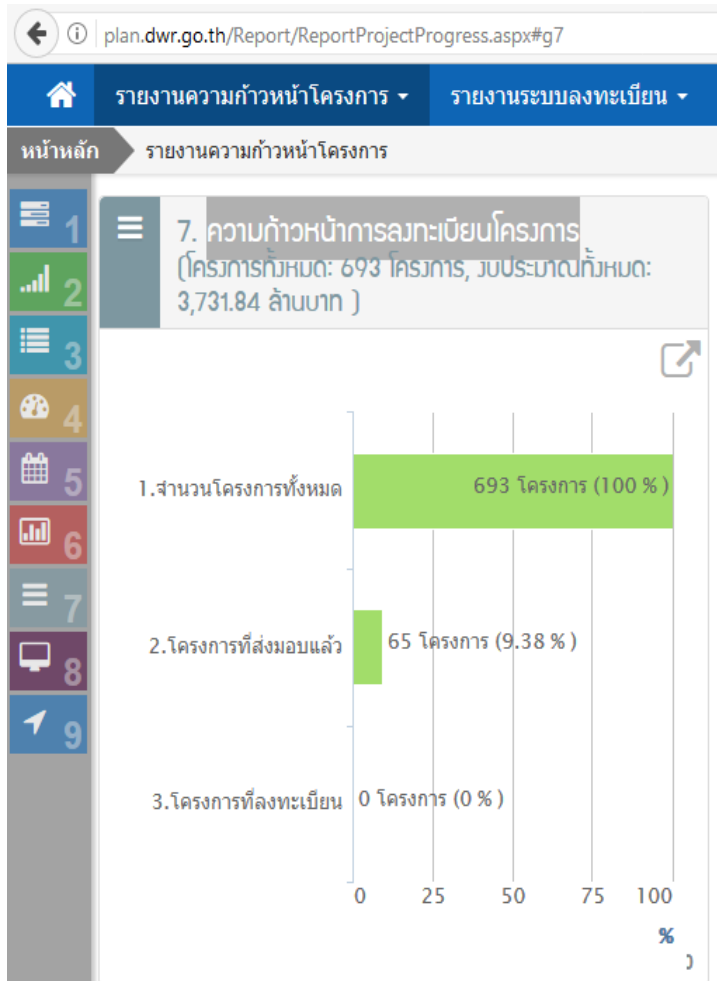 plan.dwr.go.th/Report/ReportProjectProgress.aspx#g7
รายงานความก้าวหน้าโครงการ รายงานระบบลงทะเบียน
หน้าหลัก รายงานความก้าวหน้าโครงการ
1
2
3
4
5
6
7
8
9
7. ความก้าวหน้าการลงทะเบียนโครงการ
(โครงการทั้งหมด: 693 โครงการ, งบประมาณทั้งหมด:
3,731.84 ล้านบาท )
1.จำนวนโครงการทั้งหมด 693 โครงการ (100 % )
2.โครงการที่ส่งมอบแล้ว 65 โครงการ (9.38 % )
3.โครงการที่ลงทะเบียน 0 โครงการ (0 % )
0 25 50 75 100
%